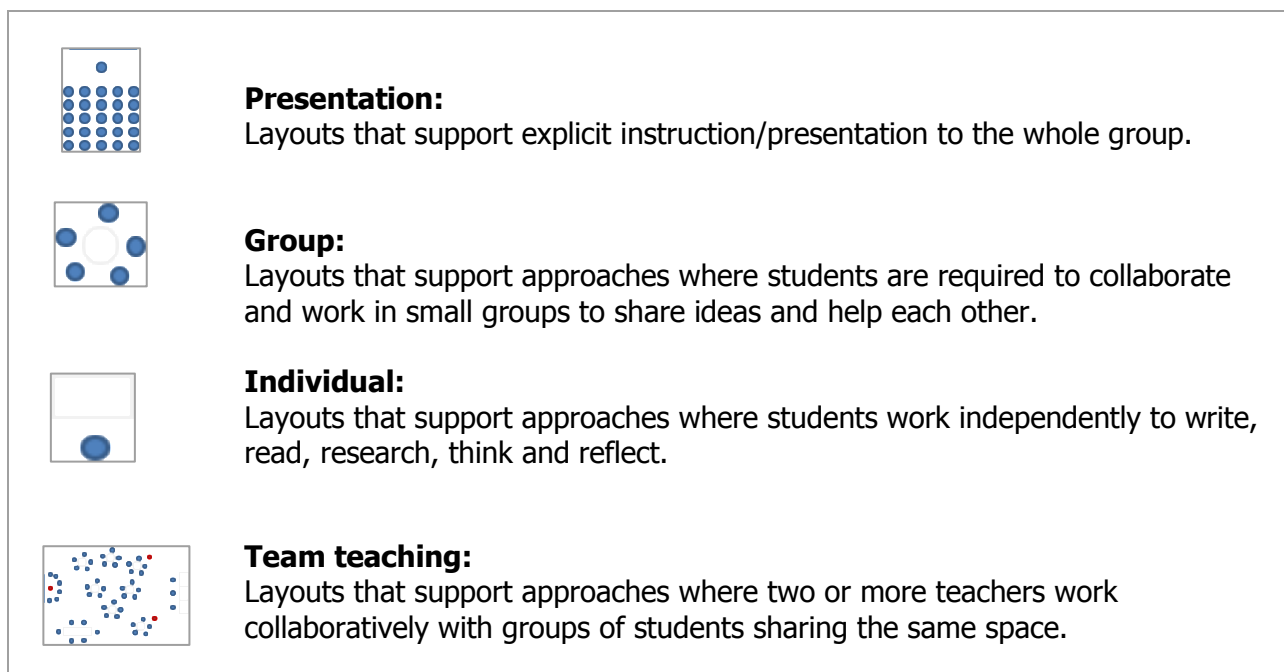 Presentation:
Layouts that support explicit instruction/presentation to the whole group.
Group:
Layouts that support approaches where students are required to collaborate
and work in small groups to share ideas and help each other.
Individual:
Layouts that support approaches where students work independently to write,
read, research, think and reflect.
Team teaching:
Layouts that support approaches where two or more teachers work
collaboratively with groups of students sharing the same space.